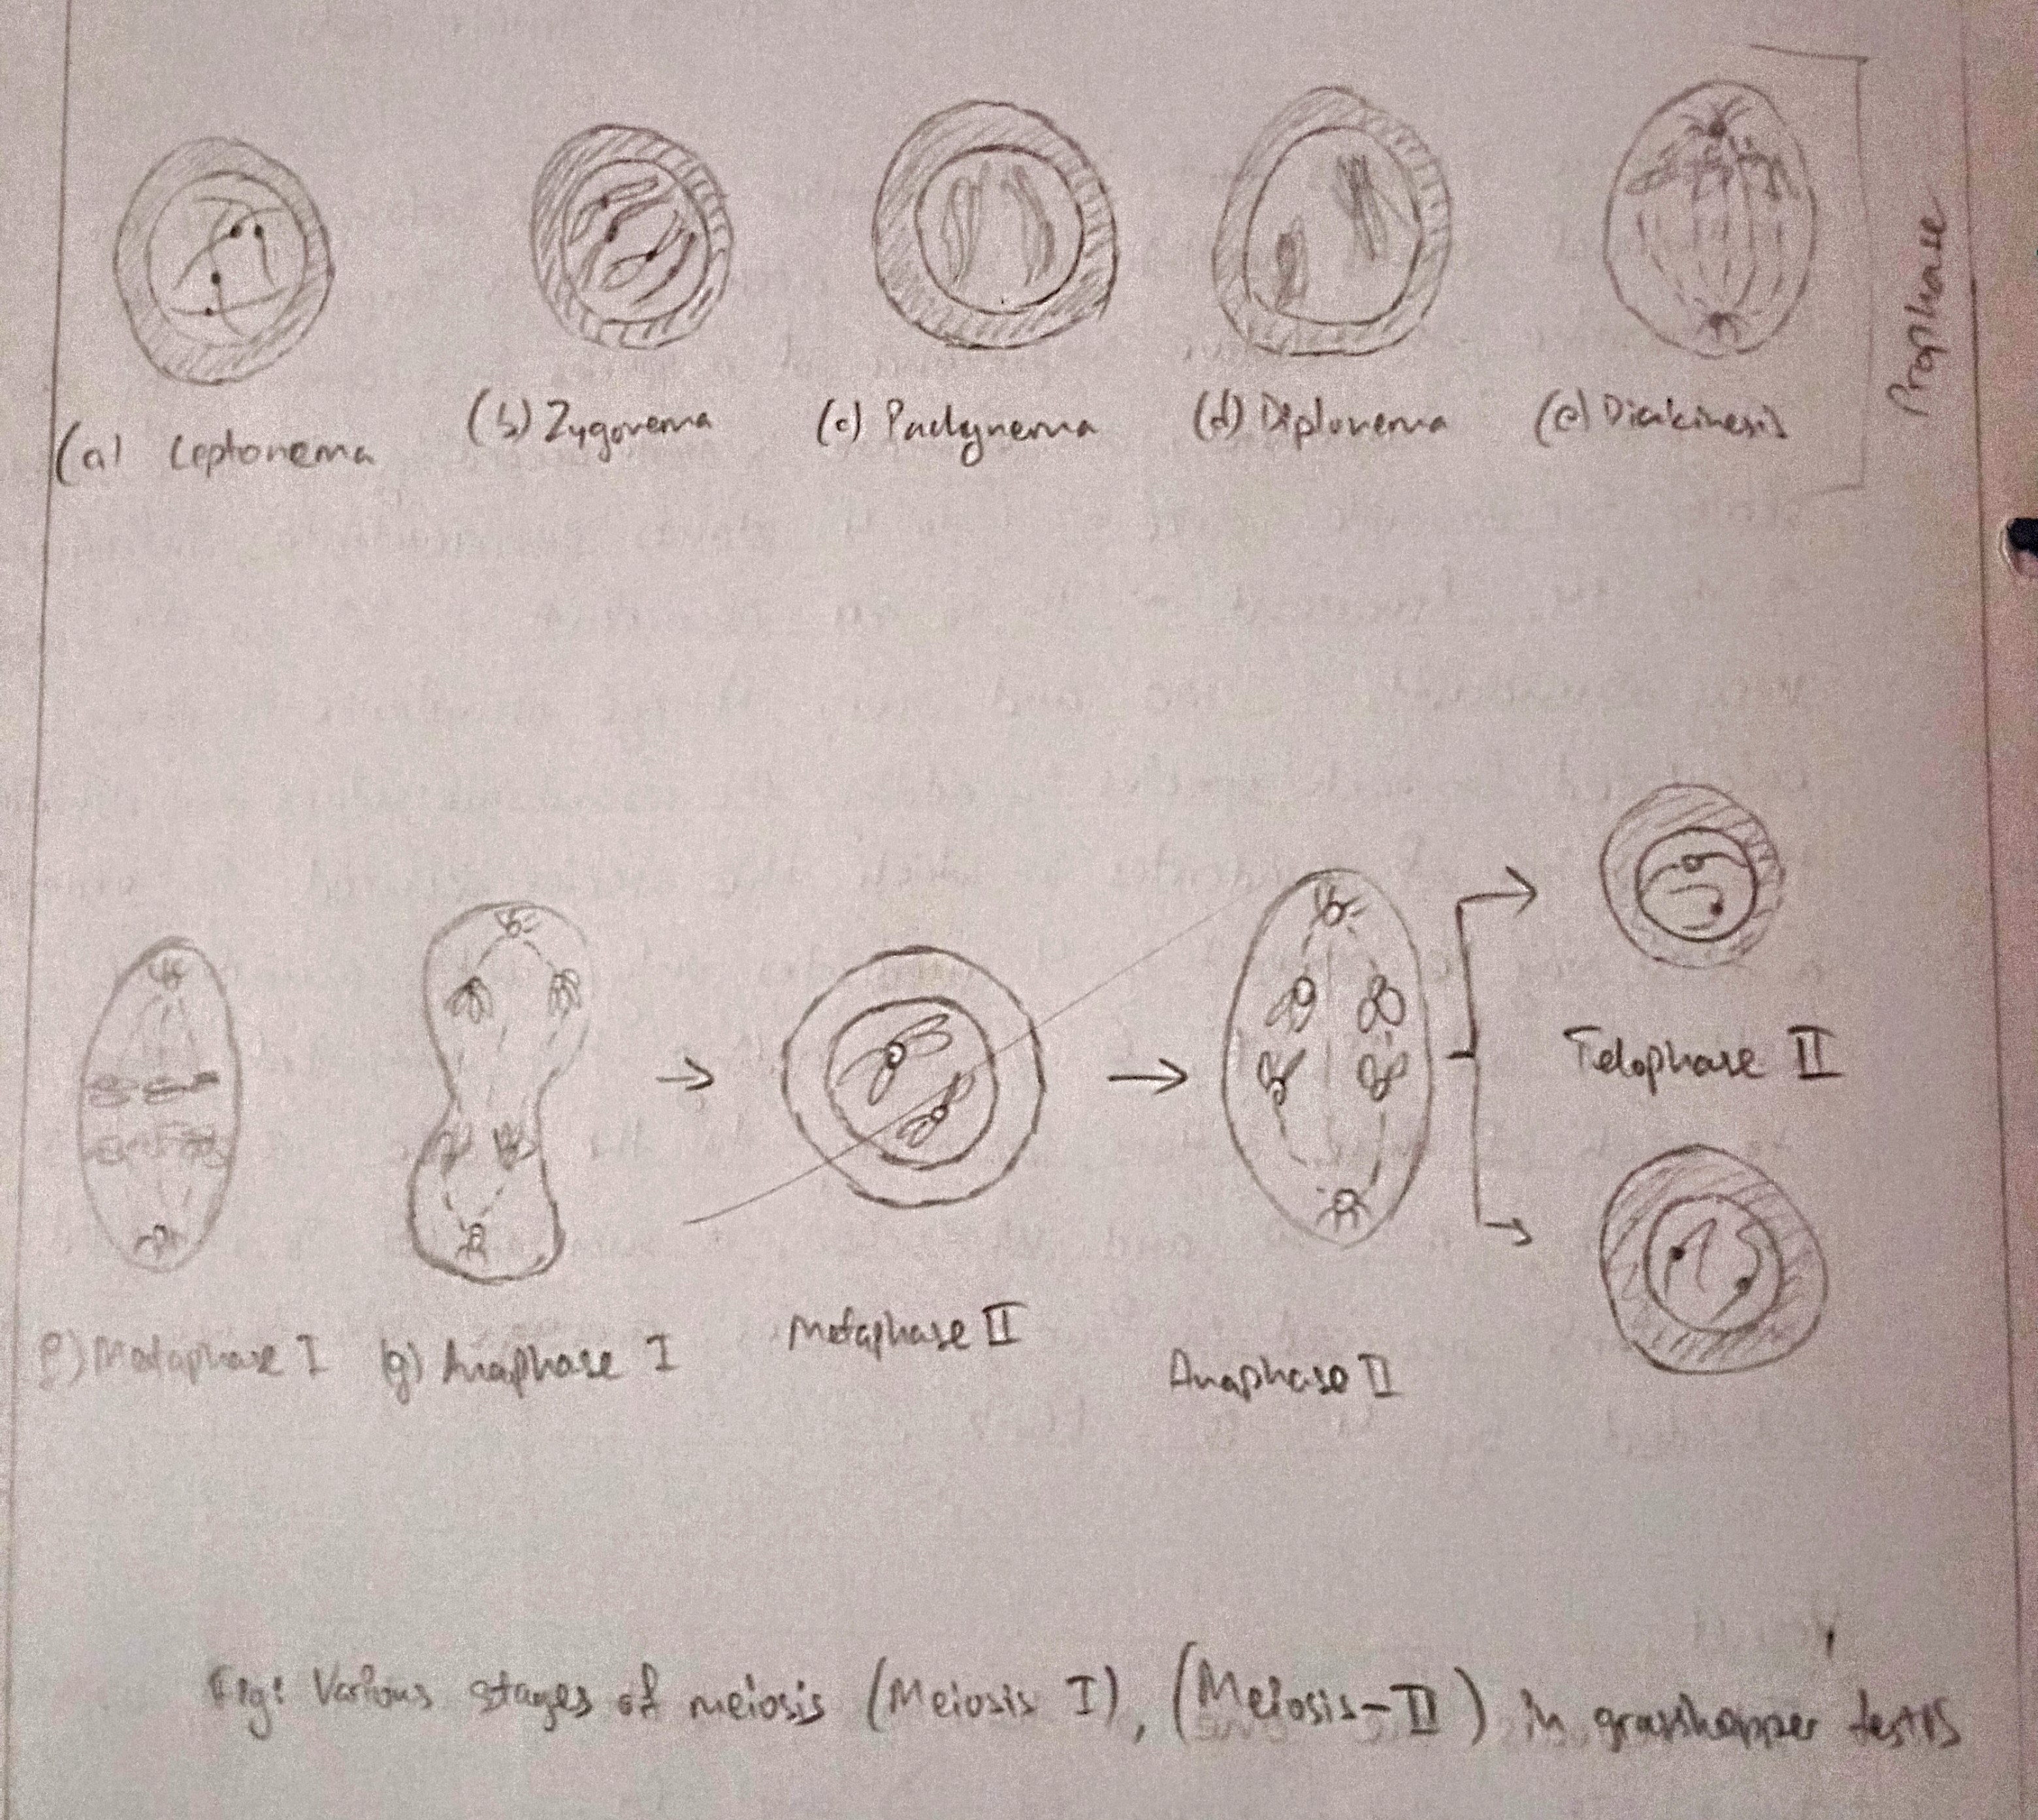 (a) Leptonema
(b) Zygonema
(c) Pachynema
(d) Diplonema
(e) Diakinesis
Prophase
f) Metaphase I
(g) Anaphase I
Metaphase II
Anaphase II
Telophase II
Fig: Various stages of meiosis (Meiosis I), (Meiosis-II) in grasshopper testis